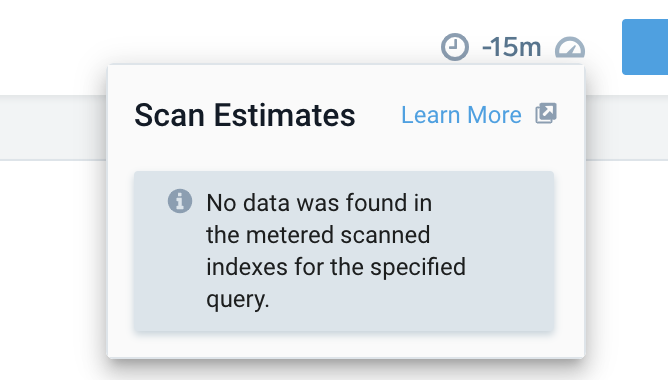 -15m
Scan Estimates Learn More
No data was found in
the metered scanned
indexes for the specified
query.